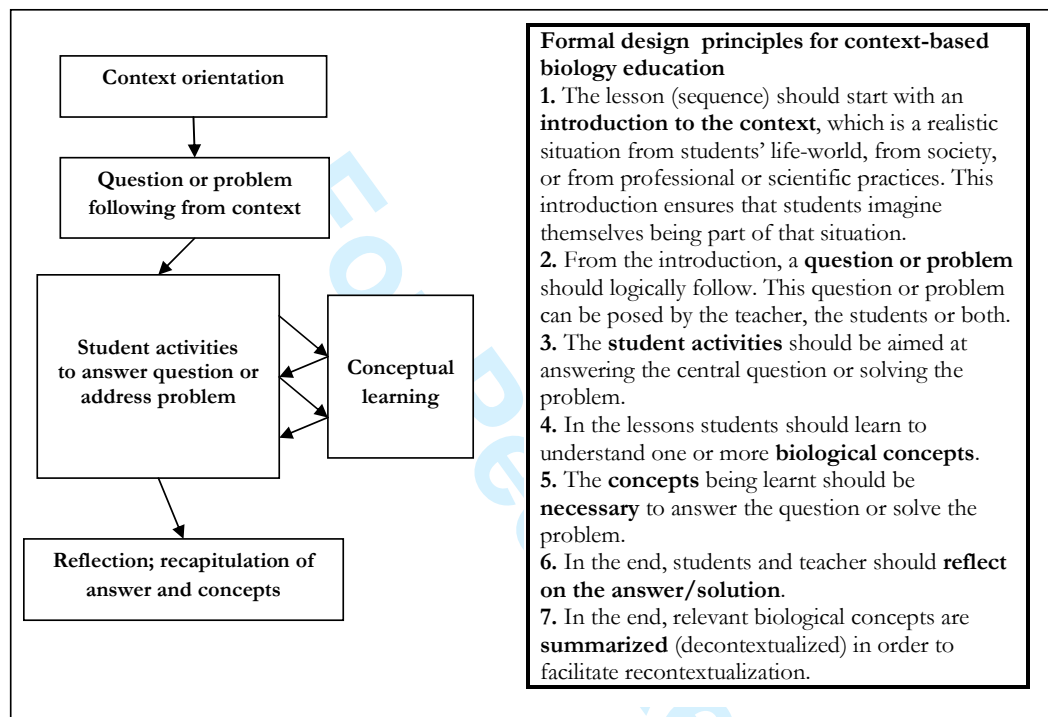 Context orientation
Question or problem
following from context
Student activities
to answer question or
address problem
Conceptual
learning
Reflection; recapitulation of
answer and concepts
Formal design principles for context-based
biology education
1. The lesson (sequence) should start with an
introduction to the context, which is a realistic
situation from students’ life-world, from society,
or from professional or scientific practices. This
introduction ensures that students imagine
themselves being part of that situation.
2. From the introduction, a question or problem
should logically follow. This question or problem
can be posed by the teacher, the students or both.
3. The student activities should be aimed at
answering the central question or solving the
problem.
4. In the lessons students should learn to
understand one or more biological concepts.
5. The concepts being learnt should be
necessary to answer the question or solve the
problem.
6. In the end, students and teacher should reflect
on the answer/solution.
7. In the end, relevant biological concepts are
summarized (decontextualized) in order to
facilitate recontextualization.